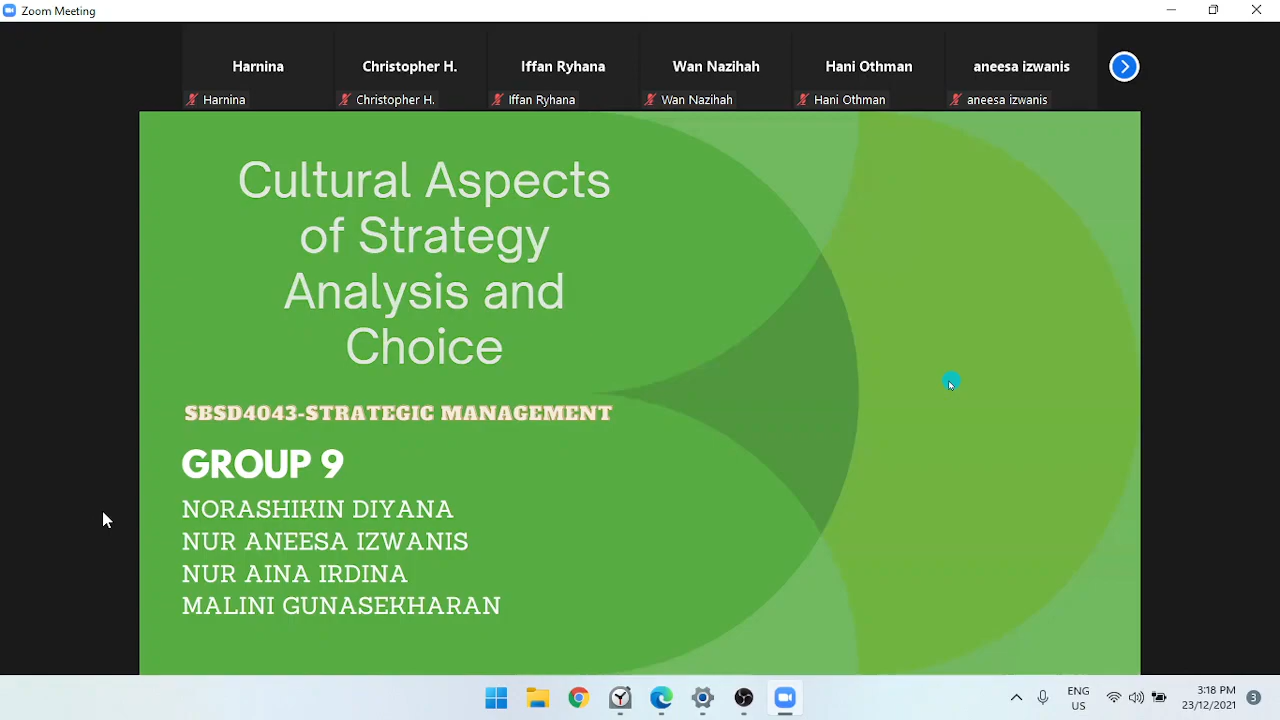 Zoom Meeting
Harnina
Christopher H.
Iffan Ryhana
Wan Nazihah
Hani Othman
aneesa izwanis
Harnina
Christopher H.
Iffan Ryhana
Wan Nazihah
Hani Othman
aneesa izwanis
Cultural Aspects
of Strategy
Analysis and
Choice
SBSD4043-STRATEGIC MANAGEMENT
GROUP 9
NORASHIKIN DIYANA
NUR ANEESA IZWANIS
NUR AINA IRDINA
MALINI GUNASEKHARAN
ENG
US
3:18 PM
23/12/2021
3